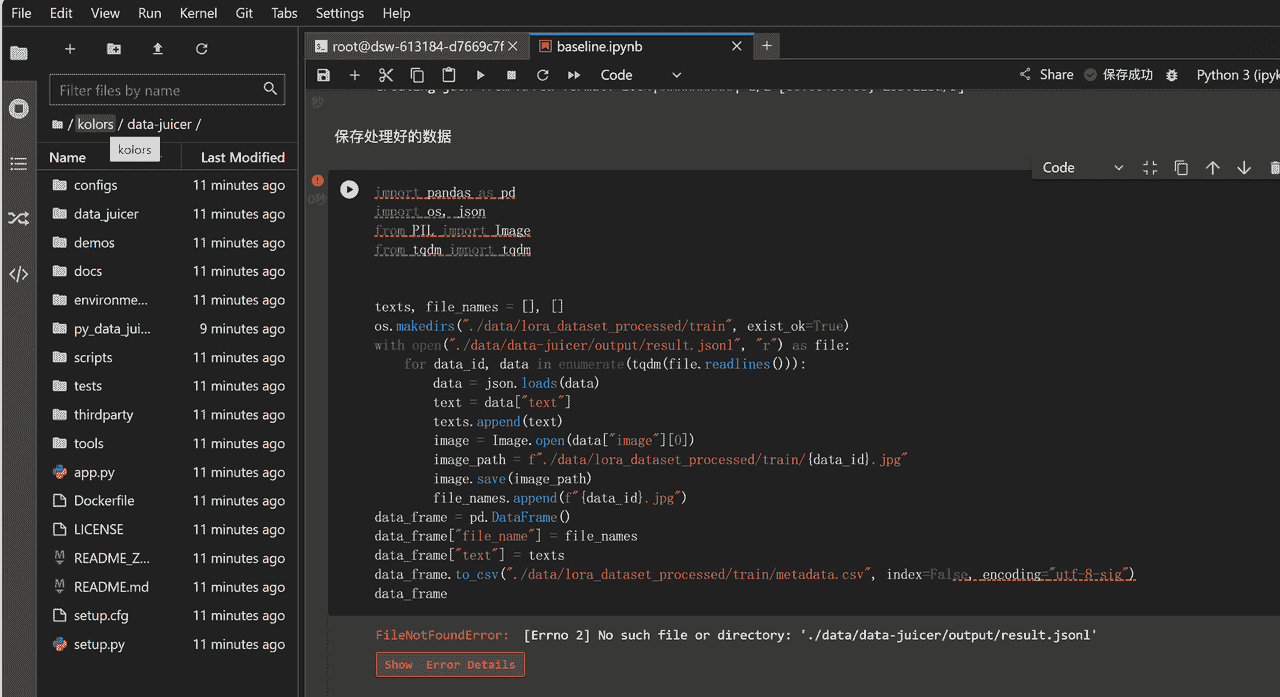 File Edit View Run Kernel Git Tabs Settings Help
root@dsw-613184-d7669c7f
baseline.ipynb
Code
Share
保存成功
Python 3 (ipyk
Filter files by name
/ kolors / data-juicer /
kolors
Name
Last Modified
configs 11 minutes ago
data_juicer 11 minutes ago
demos 11 minutes ago
docs 11 minutes ago
environme... 11 minutes ago
py_data_jui... 9 minutes ago
scripts 11 minutes ago
tests 11 minutes ago
thirdparty 11 minutes ago
tools 11 minutes ago
app.py 11 minutes ago
Dockerfile 11 minutes ago
LICENSE 11 minutes ago
README_Z... 11 minutes ago
README.md 11 minutes ago
setup.cfg 11 minutes ago
setup.py 11 minutes ago
秒
保存处理好的数据
Code
0秒
import pandas as pd
import os, json
from PIL import Image
from tqdm import tqdm
texts, file_names = [], []
os.makedirs("./data/lora_dataset_processed/train", exist_ok=True)
with open("./data/data-juicer/output/result.jsonl", "r") as file:
for data_id, data in enumerate(tqdm(file.readlines())):
data = json.loads(data)
text = data["text"]
texts.append(text)
image = Image.open(data["image"][0])
image_path = f"./data/lora_dataset_processed/train/{data_id}.jpg"
image.save(image_path)
file_names.append(f"{data_id}.jpg")
data_frame = pd.DataFrame()
data_frame["file_name"] = file_names
data_frame["text"] = texts
data_frame.to_csv("./data/lora_dataset_processed/train/metadata.csv", index=False, encoding="utf-8-sig")
data_frame
FileNotFoundError: [Errno 2] No such file or directory: './data/data-juicer/output/result.jsonl'
Show Error Details